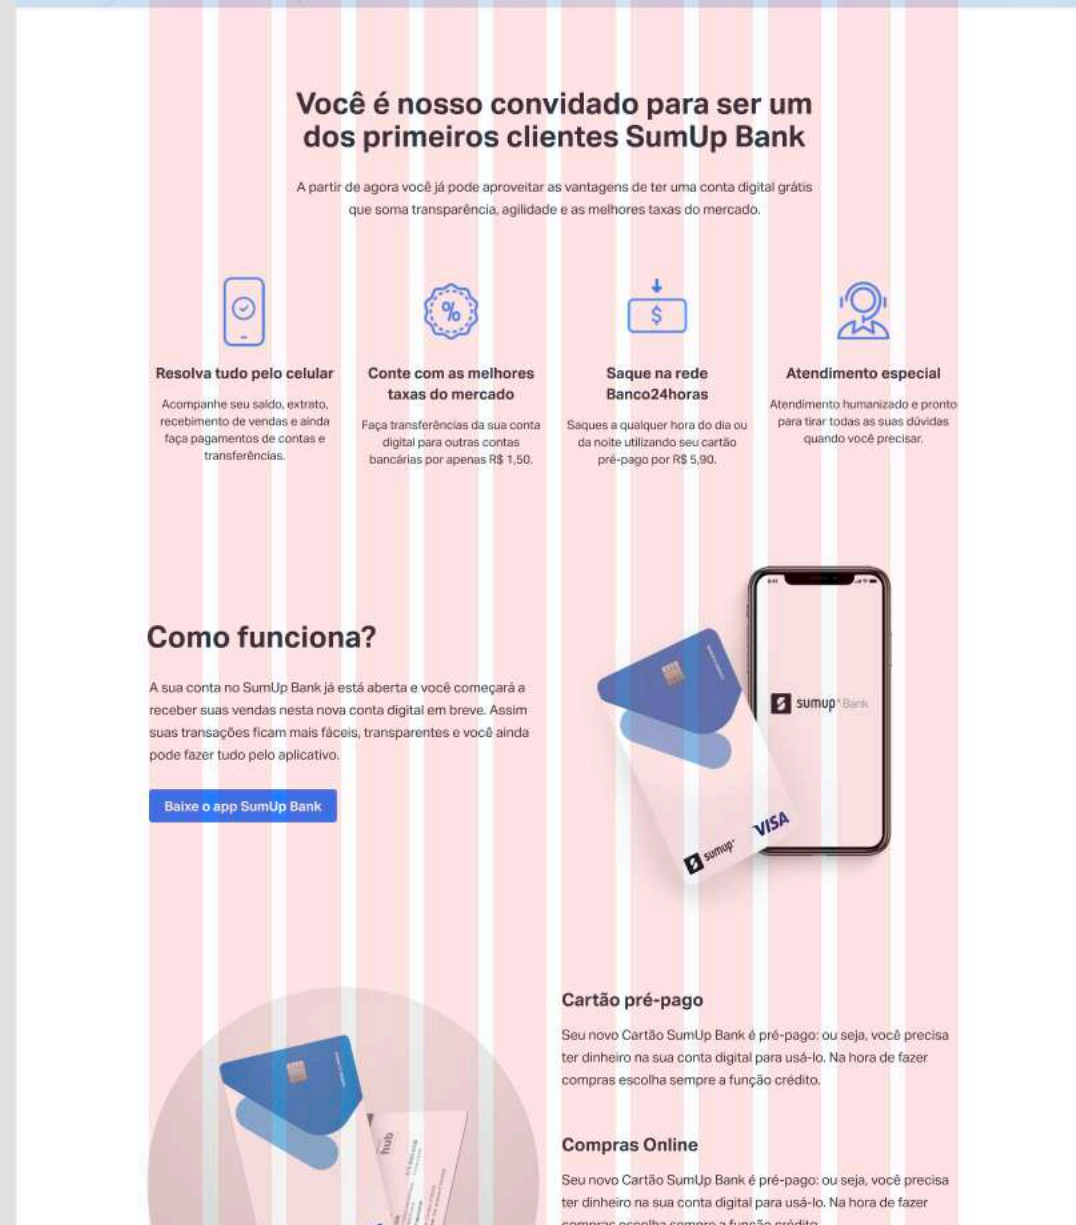 Você é nosso convidado para ser um
dos primeiros clientes SumUp Bank
A partir de agora você já pode aproveitar as vantagens de ter uma conta digital grátis
que soma transparência, agilidade e as melhores taxas do mercado.
%
$
Resolva tudo pelo celular
Acompanhe seu saldo, extrato,
recebimento de vendas e ainda
faça pagamentos de contas e
transferências.
Conte com as melhores
taxas do mercado
Faça transferências da sua conta
digital para outras contas
bancárias por apenas R$ 1,50.
Saque na rede
Banco24horas
Saques a qualquer hora do dia ou
da noite utilizando seu cartão
pré-pago por R$ 5,90.
Atendimento especial
Atendimento humanizado e pronto
para tirar todas as suas dúvidas
quando você precisar.
Como funciona?
A sua conta no SumUp Bank já está aberta e você começará a
receber suas vendas nesta nova conta digital em breve. Assim
suas transações ficam mais fáceis, transparentes e você ainda
pode fazer tudo pelo aplicativo.
Baixe o app SumUp Bank
9:41
sumup Bank
VISA
sumup
Cartão pré-pago
Seu novo Cartão SumUp Bank é pré-pago: ou seja, você precisa
ter dinheiro na sua conta digital para usá-lo. Na hora de fazer
compras escolha sempre a função crédito.
hub
Compras Online
Seu novo Cartão SumUp Bank é pré-pago: ou seja, você precisa
ter dinheiro na sua conta digital para usá-lo. Na hora de fazer
compras escolha sempre a função crédito.